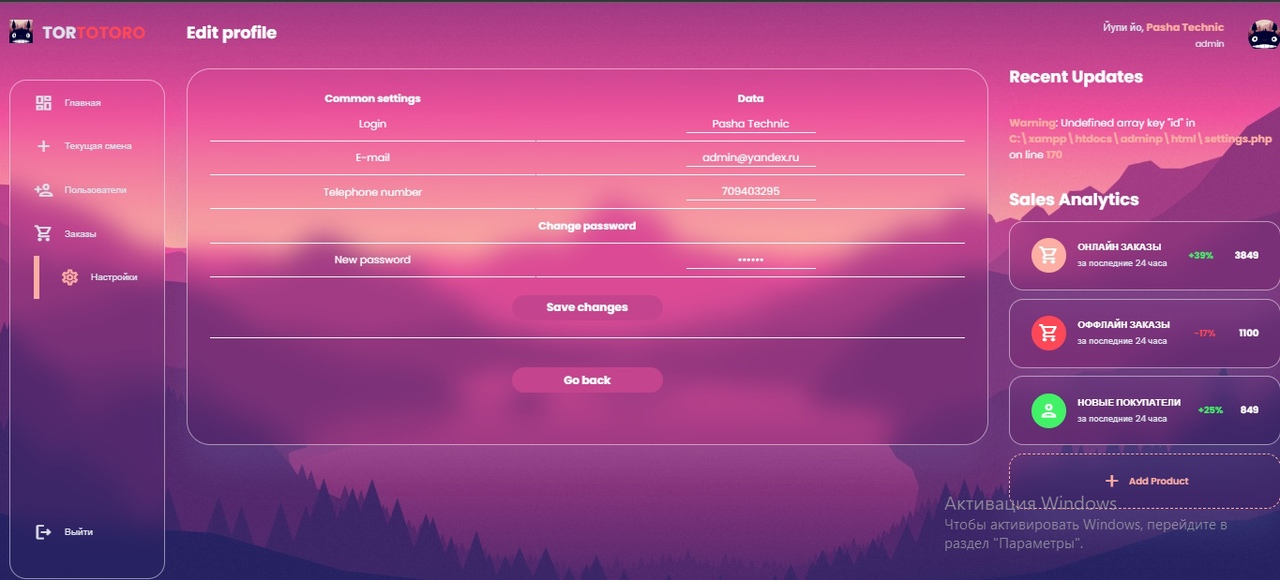 TORTOTORO
Edit profile
Йупи йо, Pasha Technic
admin
Главная
Текущая смена
Пользователи
Заказы
Настройки
Выйти
Common settings Data
Login Pasha Technic
E-mail admin@yandex.ru
Telephone number 709403295
Change password
New password ••••••
Save changes
Go back
Recent Updates
Warning: Undefined array key "id" in
C:\xampp\htdocs\adminp\html\settings.php
on line 170
Sales Analytics
ОНЛАЙН ЗАКАЗЫ
за последние 24 часа
+39% 3849
ОФФЛАЙН ЗАКАЗЫ
за последние 24 часа
-17% 1100
НОВЫЕ ПОКУПАТЕЛИ
за последние 24 часа
+25% 849
Add Product
Активация Windows
Чтобы активировать Windows, перейдите в
раздел "Параметры".